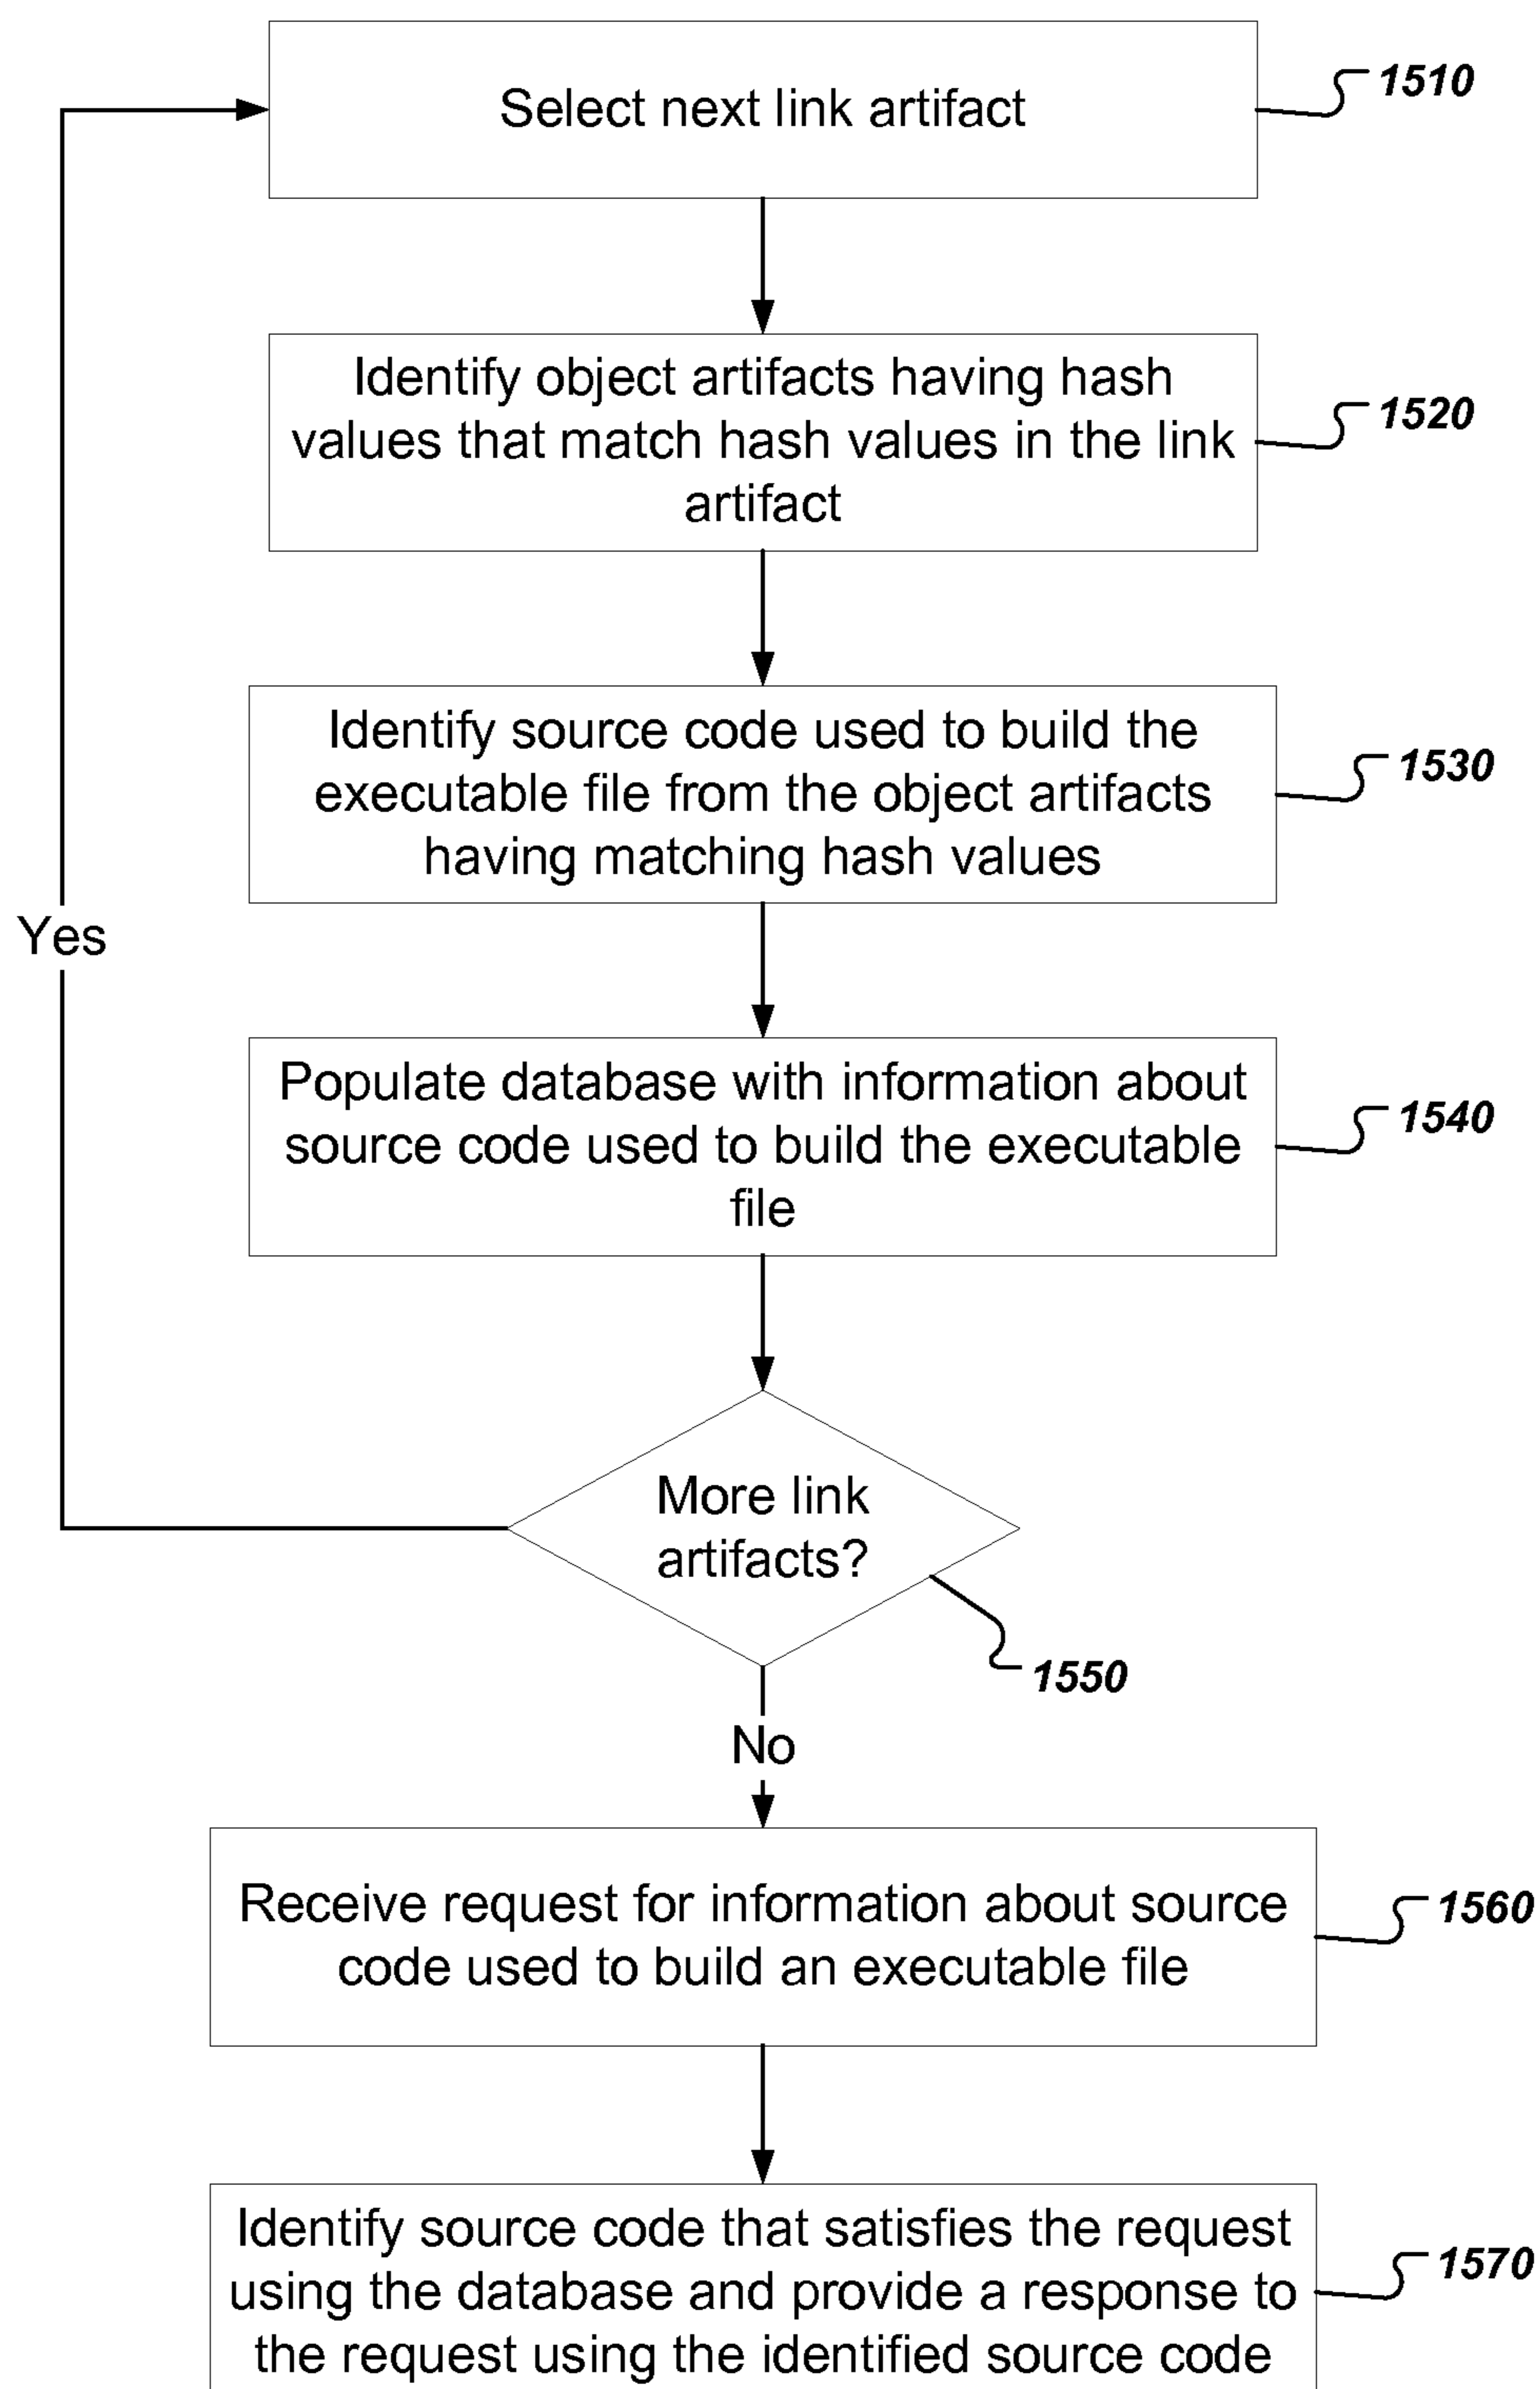 Select next link artifact
1510
Identify object artifacts having hash
values that match hash values in the link
artifact
1520
Identify source code used to build the
executable file from the object artifacts
having matching hash values
1530
Yes
Populate database with information about
source code used to build the executable
file
1540
More link
artifacts?
1550
No
Receive request for information about source
code used to build an executable file
1560
Identify source code that satisfies the request
using the database and provide a response to
the request using the identified source code
1570